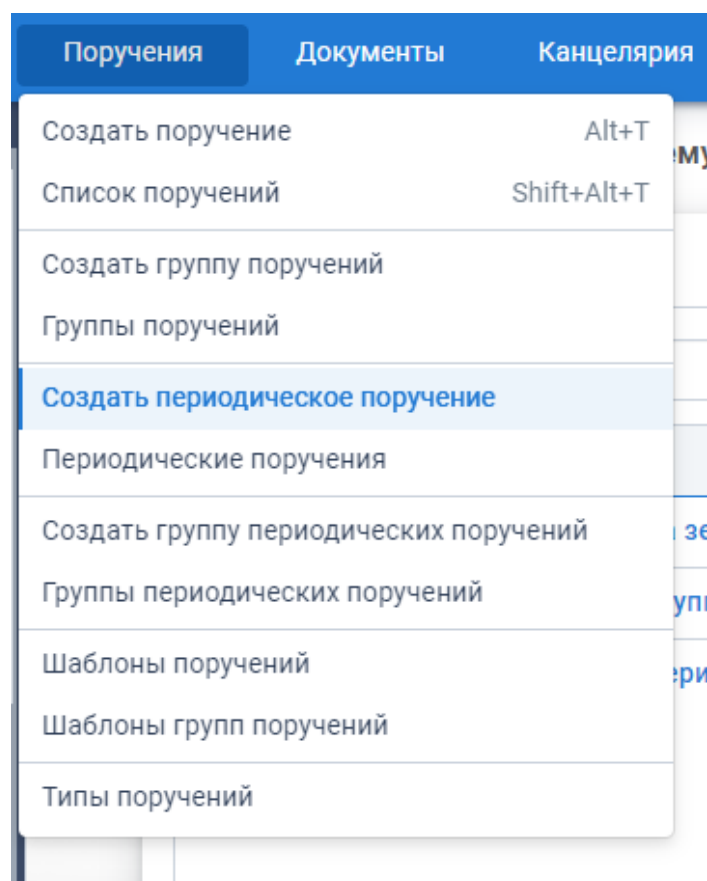 Поручения Документы Канцелярия
Создать поручение Alt+T
Список поручений Shift+Alt+T
Создать группу поручений
Группы поручений
Создать периодическое поручение
Периодические поручения
Создать группу периодических поручений
Группы периодических поручений
Шаблоны поручений
Шаблоны групп поручений
Типы поручений